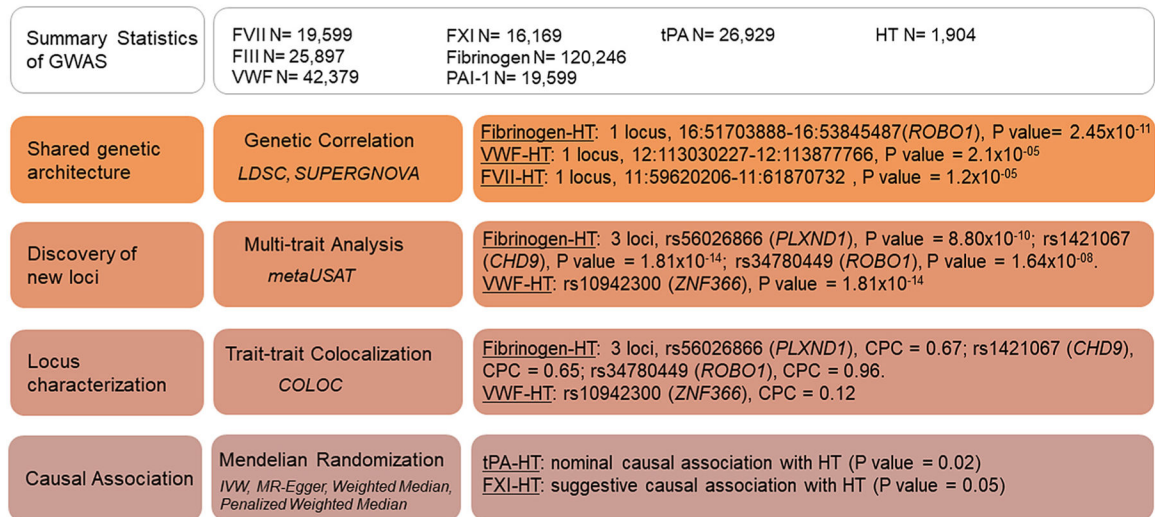 Summary Statistics
of GWAS
FVII N= 19,599
FIII N= 25,897
VWF N= 42,379
FXI N= 16,169
Fibrinogen N= 120,246
PAI-1 N= 19,599
tPA N= 26,929
HT N= 1,904
Shared genetic
architecture
Genetic Correlation
LDSC, SUPERGNOVA
Fibrinogen-HT: 1 locus, 16:51703888-16:53845487(ROBO1), P value= 2.45x10⁻¹¹
VWF-HT: 1 locus, 12:113030227-12:113877766, P value = 2.1x10⁻⁰⁵
FVII-HT: 1 locus, 11:59620206-11:61870732 , P value = 1.2x10⁻⁰⁵
Discovery of
new loci
Multi-trait Analysis
metaUSAT
Fibrinogen-HT: 3 loci, rs56026866 (PLXND1), P value = 8.80x10⁻¹⁰; rs1421067
(CHD9), P value = 1.81x10⁻¹⁴; rs34780449 (ROBO1), P value = 1.64x10⁻⁰⁸.
VWF-HT: rs10942300 (ZNF366), P value = 1.81x10⁻¹⁴
Locus
characterization
Trait-trait Colocalization
COLOC
Fibrinogen-HT: 3 loci, rs56026866 (PLXND1), CPC = 0.67; rs1421067 (CHD9),
CPC = 0.65; rs34780449 (ROBO1), CPC = 0.96.
VWF-HT: rs10942300 (ZNF366), CPC = 0.12
Causal Association
Mendelian Randomization
IVW, MR-Egger, Weighted Median,
Penalized Weighted Median
tPA-HT: nominal causal association with HT (P value = 0.02)
FXI-HT: suggestive causal association with HT (P value = 0.05)